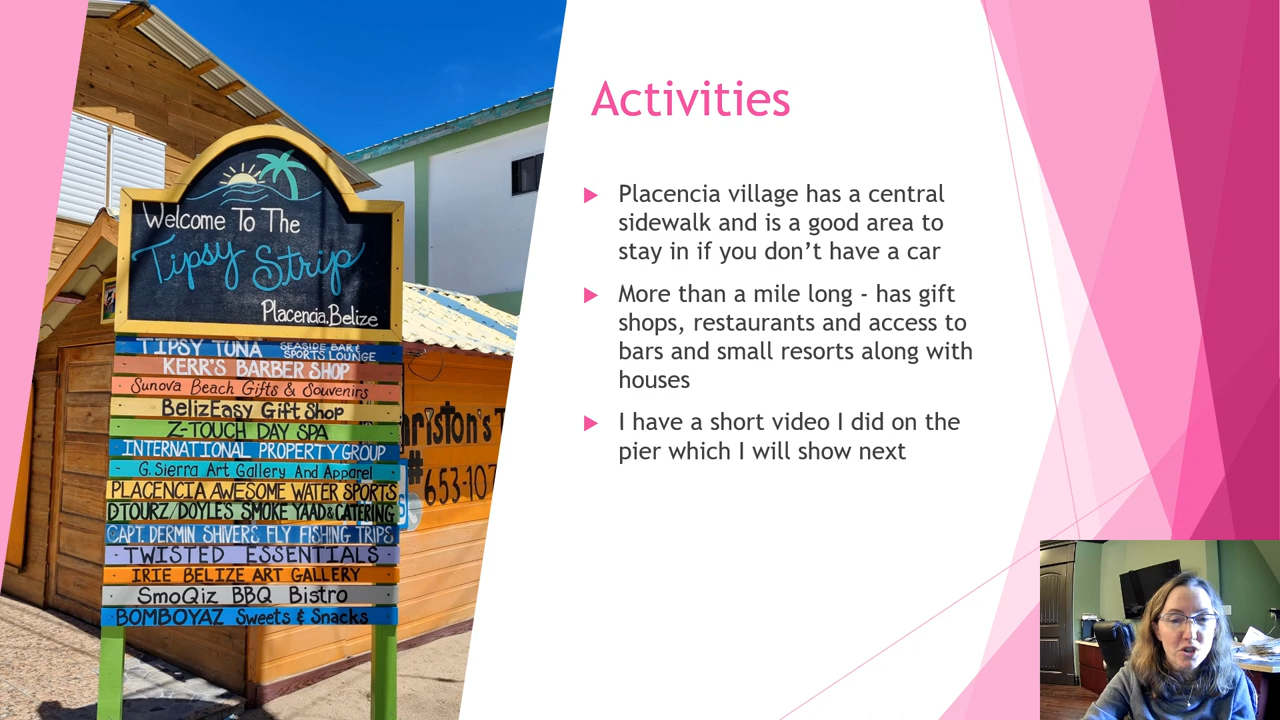 Welcome To The
Tipsy Strip
Placencia, Belize
TIPSY TUNA SEASIDE BAR & SPORTS LOUNGE
KERR'S BARBER SHOP
Sunova Beach Gifts & Souvenirs
BelizEasy Gift Shop
Z-TOUCH DAY SPA
INTERNATIONAL PROPERTY GROUP
G. Sierra Art Gallery And Apparel
PLACENCIA AWESOME WATER SPORTS
DTOURZ/DOYLE'S SMOKE YAAD & CATERING
CAPT. DERMIN SHIVERS FLY FISHING TRIPS
TWISTED ESSENTIALS
IRIE BELIZE ART GALLERY
SmoQiz BBQ Bistro
BOMBOYAZ Sweets & Snacks
#653-107
Activities
Placencia village has a central
sidewalk and is a good area to
stay in if you don’t have a car
More than a mile long - has gift
shops, restaurants and access to
bars and small resorts along with
houses
I have a short video I did on the
pier which I will show next